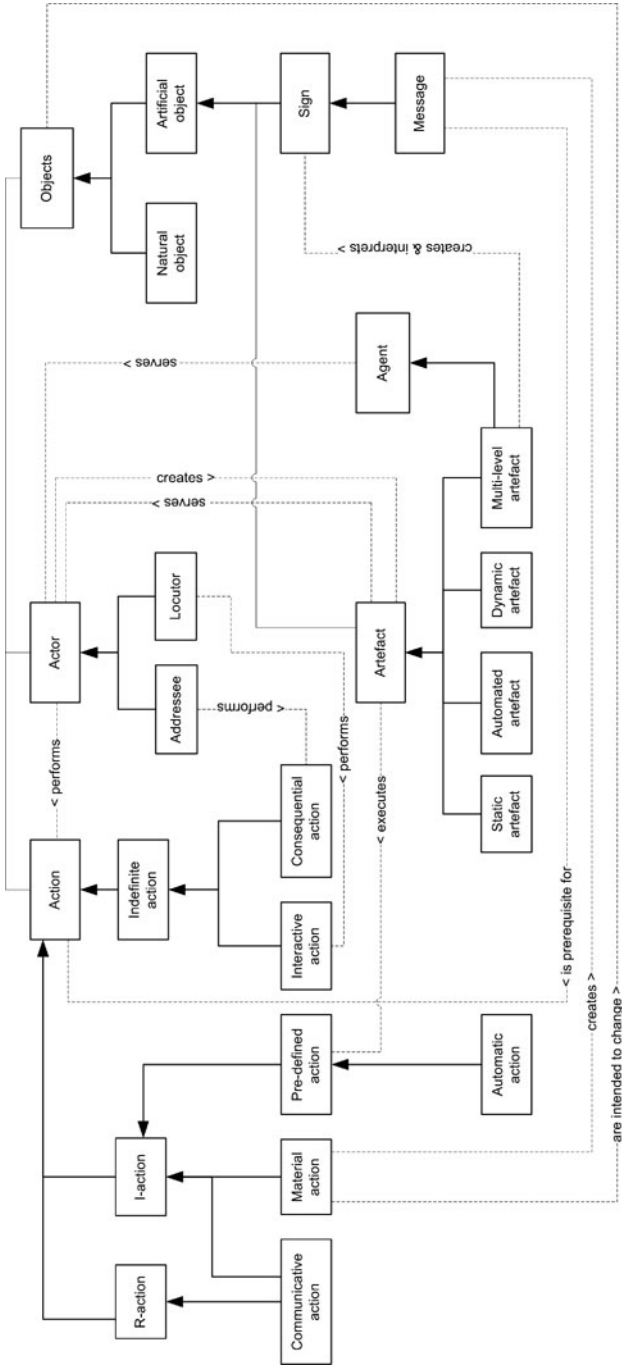 Objects
Action
Actor
< performs
R-action
I-action
Indefinite
action
Addressee
Locutor
creates >
< serves
serves >
Natural
object
Artificial
object
Communicative
action
Material
action
Pre-defined
action
Interactive
action
Consequential
action
< performs
< performs
< executes
Artefact
Agent
Sign
creates & interprets >
Automatic
action
Static
artefact
Automated
artefact
Dynamic
artefact
Multi-level
artefact
Message
< is prerequisite for
creates >
are intended to change >